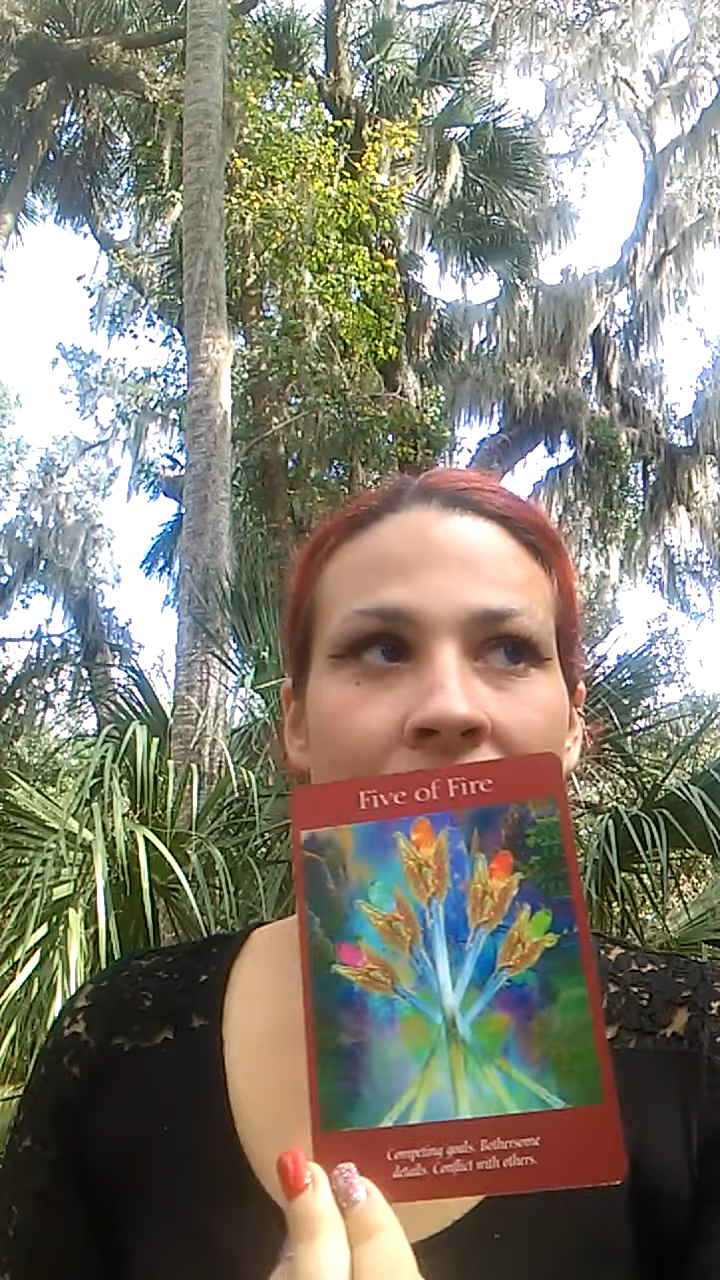 Five of Fire
Competing goals. Bothersome
details. Conflict with others.